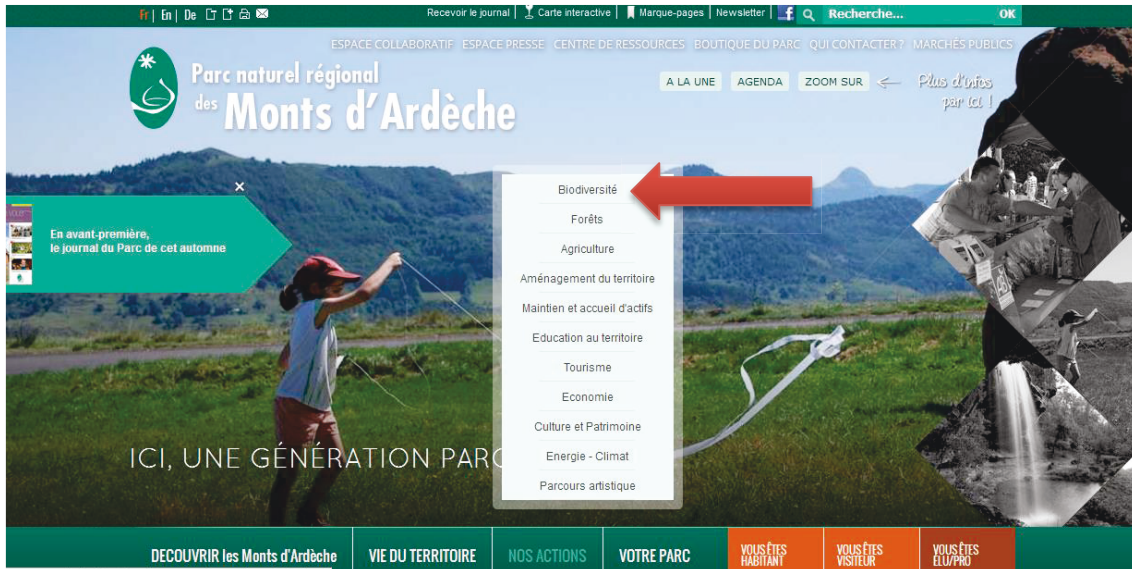 Fr | En | De
Recevoir le journal | Carte interactive | Marque-pages | Newsletter | Recherche... OK
ESPACE COLLABORATIF ESPACE PRESSE CENTRE DE RESSOURCES BOUTIQUE DU PARC QUI CONTACTER ? MARCHÉS PUBLICS
Parc naturel régional
des Monts d'Ardèche
A LA UNE AGENDA ZOOM SUR Plus d'infos
par ici !
En avant-première,
le journal du Parc de cet automne
Biodiversité
Forêts
Agriculture
Aménagement du territoire
Maintien et accueil d'actifs
Education au territoire
Tourisme
Economie
Culture et Patrimoine
Energie - Climat
Parcours artistique
ICI, UNE GÉNÉRATION PARC
DECOUVRIR les Monts d'Ardèche VIE DU TERRITOIRE NOS ACTIONS VOTRE PARC
VOUS ÊTES
HABITANT
VOUS ÊTES
VISITEUR
VOUS ÊTES
ELU/PRO